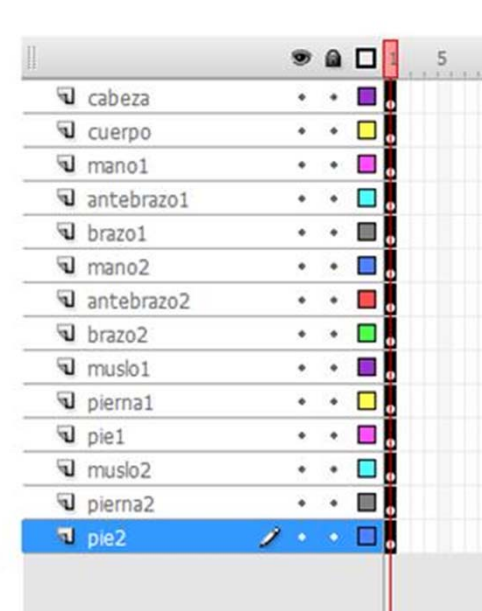 1 5
cabeza
cuerpo
mano1
antebrazo1
brazo1
mano2
antebrazo2
brazo2
muslo1
pierna1
pie1
muslo2
pierna2
pie2